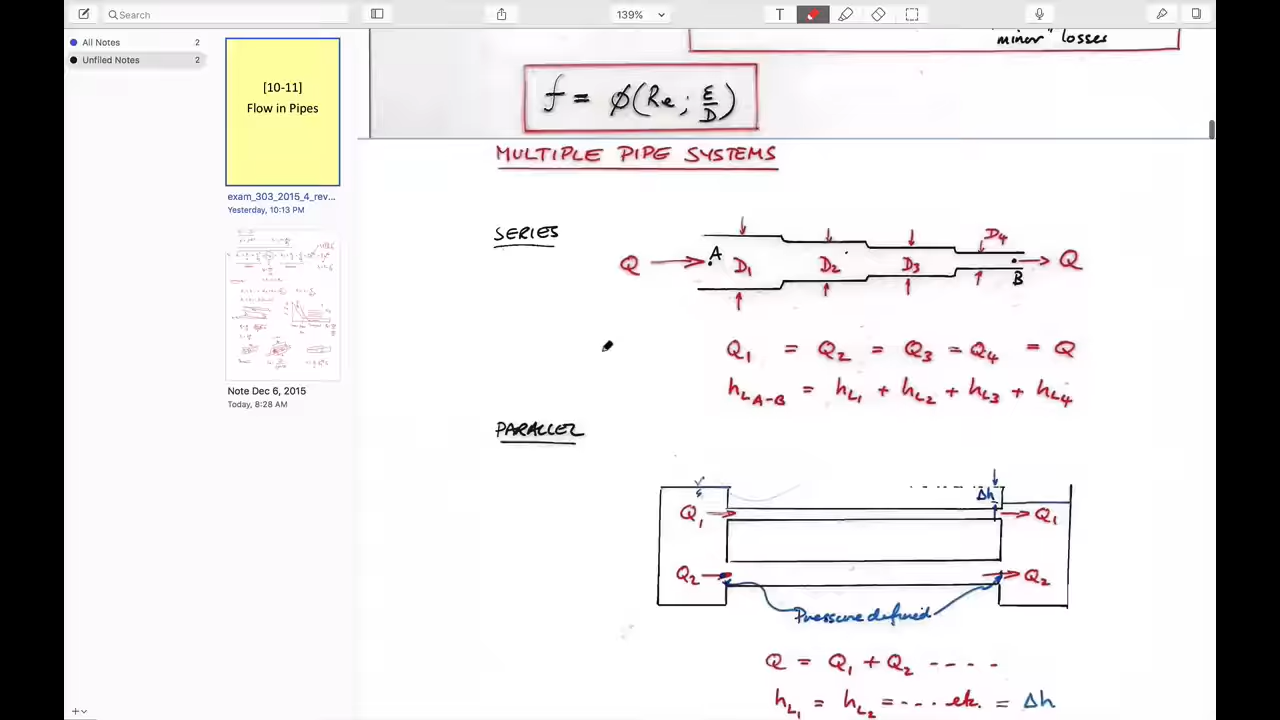 Search
139%
T
All Notes 2
Unfiled Notes 2
[10-11]
Flow in Pipes
exam_303_2015_4_rev...
Yesterday, 10:13 PM
Note Dec 6, 2015
Today, 8:28 AM
"minor" losses
f = φ(Re; ε/D)
MULTIPLE PIPE SYSTEMS
SERIES
Q → A D1 D2 D3 D4 B → Q
Q1 = Q2 = Q3 = Q4 = Q
hLA-B = hL1 + hL2 + hL3 + hL4
PARALLEL
Δh
Q1 → → Q1
Q2 → → Q2
Pressure defined
Q = Q1 + Q2 ----
hL1 = hL2 = ... etc. = Δh